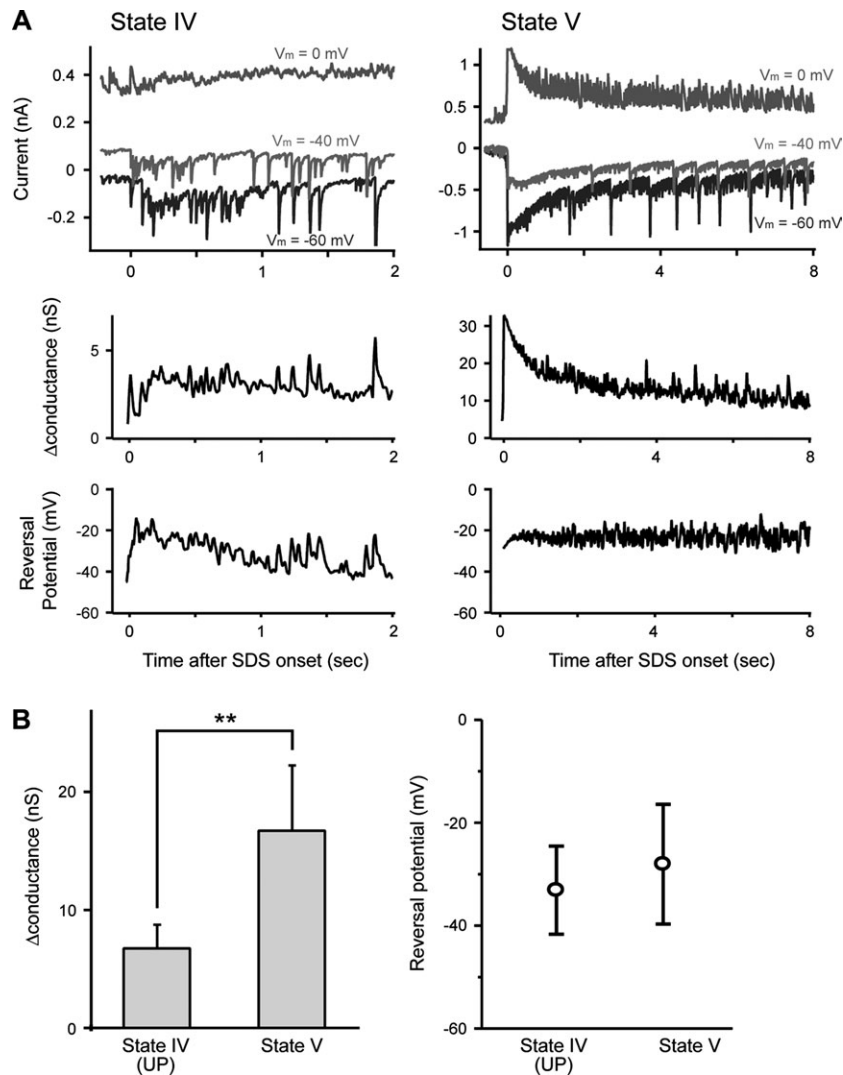 A
State IV
State V
Vm = 0 mV
Vm = -40 mV
Vm = -60 mV
Current (nA)
0.4
0.2
0
-0.2
0
1
2
Vm = 0 mV
Vm = -40 mV
Vm = -60 mV
0.5
0
-0.5
-1
0
4
8
Δconductance (nS)
5
0
0
1
2
30
20
10
0
0
4
8
Reversal
Potential (mV)
0
-20
-40
-60
0
1
2
Time after SDS onset (sec)
0
-20
-40
-60
0
4
8
Time after SDS onset (sec)
B
**
Δconductance (nS)
20
10
0
State IV
(UP)
State V
Reversal potential (mV)
0
-20
-40
-60
State IV
(UP)
State V